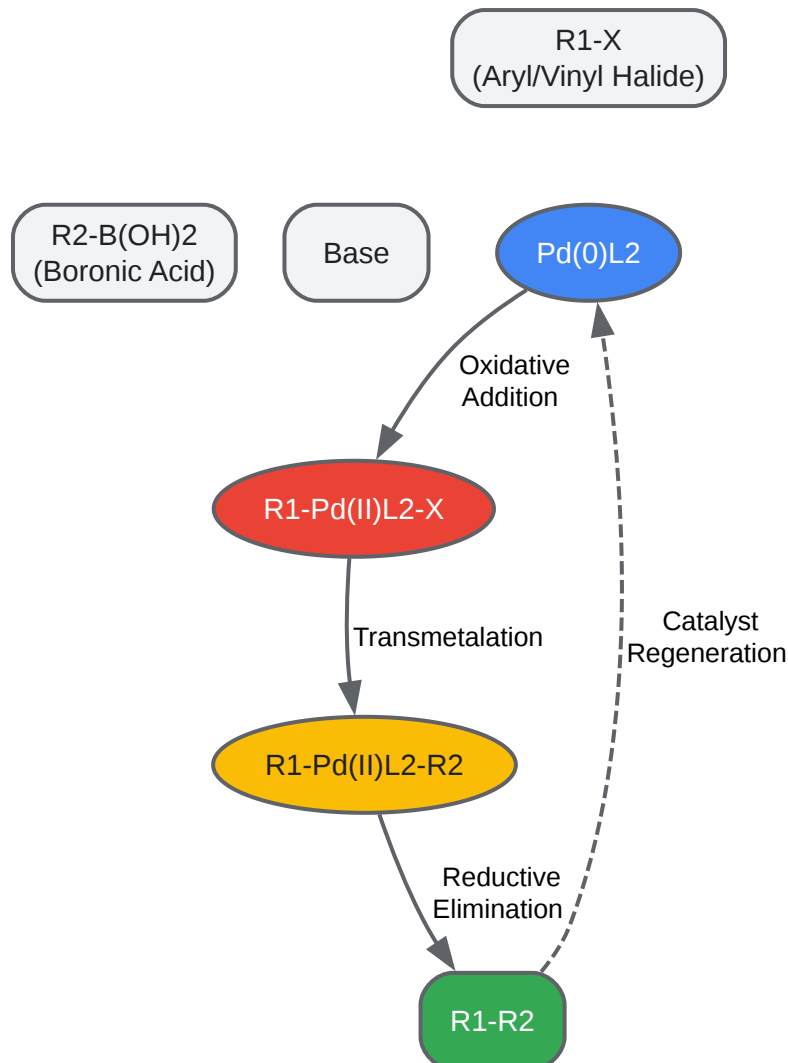 R1-X
(Aryl/Vinyl Halide)
R2-B(OH)2
(Boronic Acid)
Base
Pd(0)L2
Oxidative
Addition
R1-Pd(II)L2-X
Transmetalation
Catalyst
Regeneration
R1-Pd(II)L2-R2
Reductive
Elimination
R1-R2